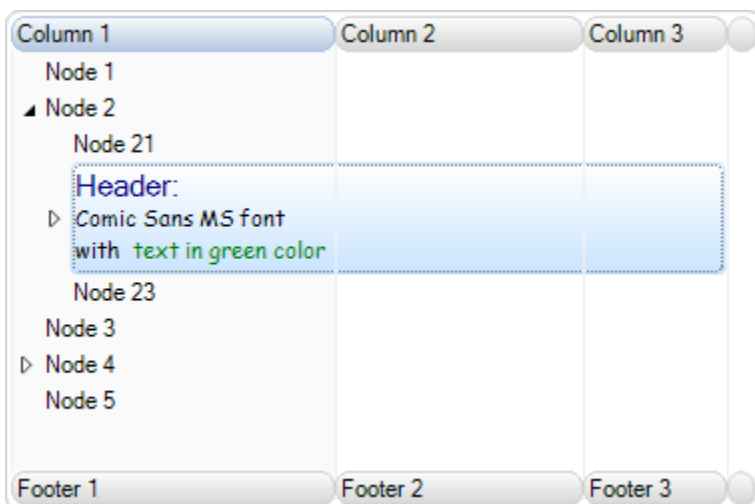 Column 1 Column 2 Column 3
Node 1
Node 2
Node 21
Header:
Comic Sans MS font
with text in green color
Node 23
Node 3
Node 4
Node 5
Footer 1 Footer 2 Footer 3